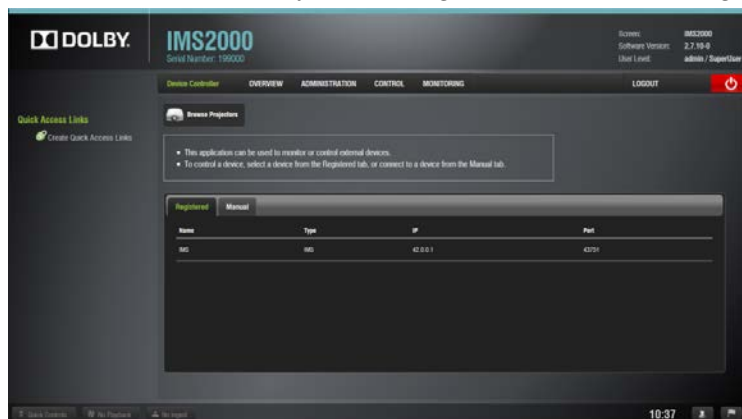 DOLBY.
IMS2000
Serial Number: 199000
Screen: IMS2000
Software Version: 2.7.10-0
User Level: admin / SuperUser
Device Controller OVERVIEW ADMINISTRATION CONTROL MONITORING LOGOUT
Quick Access Links
Create Quick Access Links
Browse Projectors
This application can be used to monitor or control external devices.
To control a device, select a device from the Registered tab, or connect to a device from the Manual tab.
Registered Manual
Name Type IP Port
IMS IMS 42.0.0.1 43751
Quick Controls No Playback No Ingest
10:37